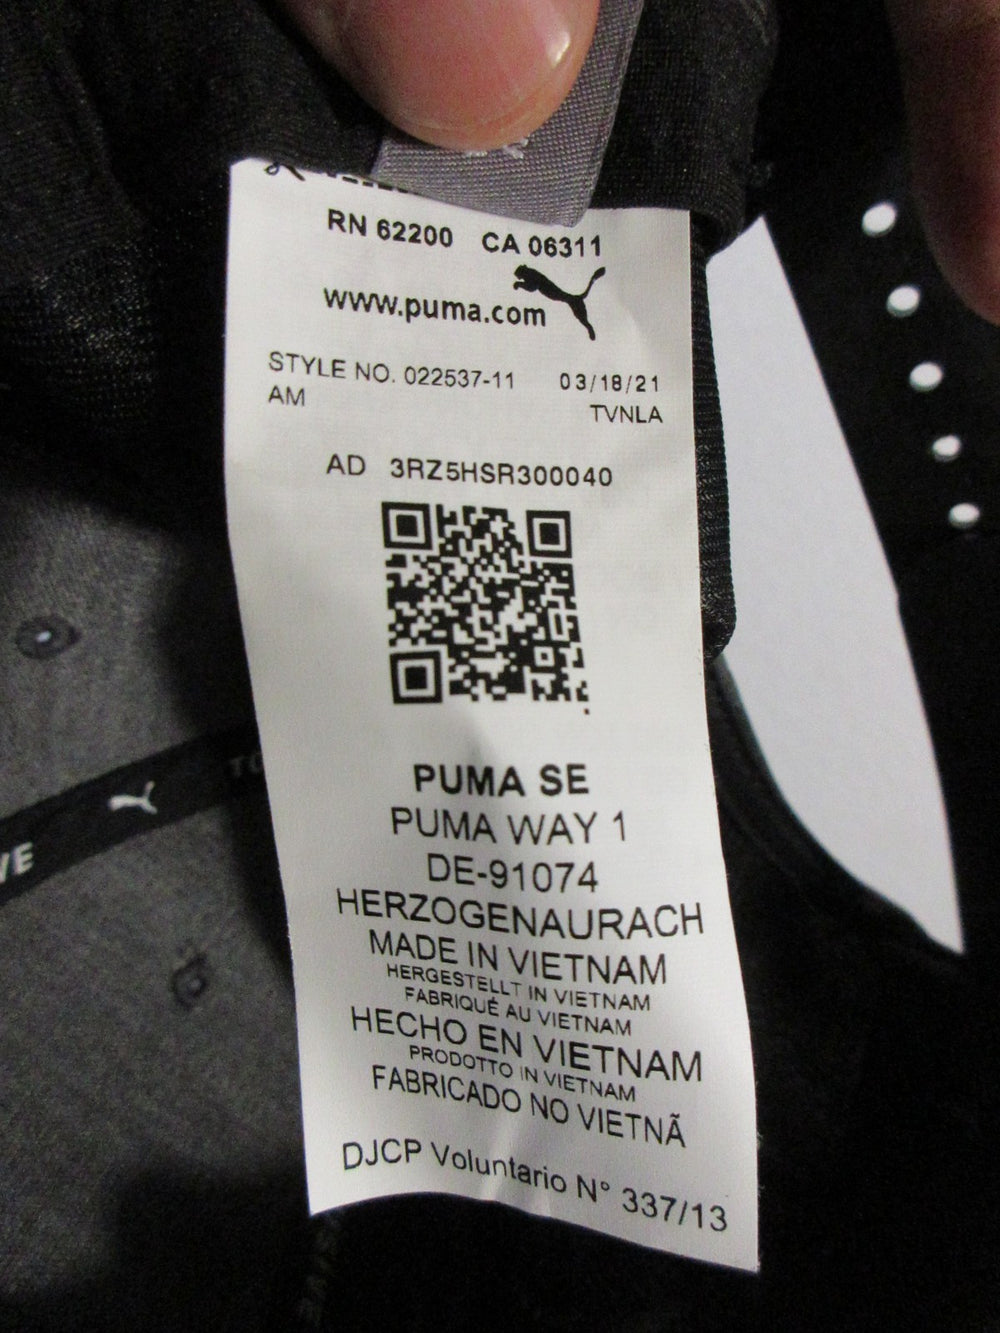 RN 62200 CA 06311
www.puma.com
STYLE NO. 022537-11 03/18/21
AM TVNLA
AD 3RZ5HSR300040
PUMA SE
PUMA WAY 1
DE-91074
HERZOGENAURACH
MADE IN VIETNAM
HERGESTELLT IN VIETNAM
FABRIQUÉ AU VIETNAM
HECHO EN VIETNAM
PRODOTTO IN VIETNAM
FABRICADO NO VIETNÃ
DJCP Voluntario N° 337/13